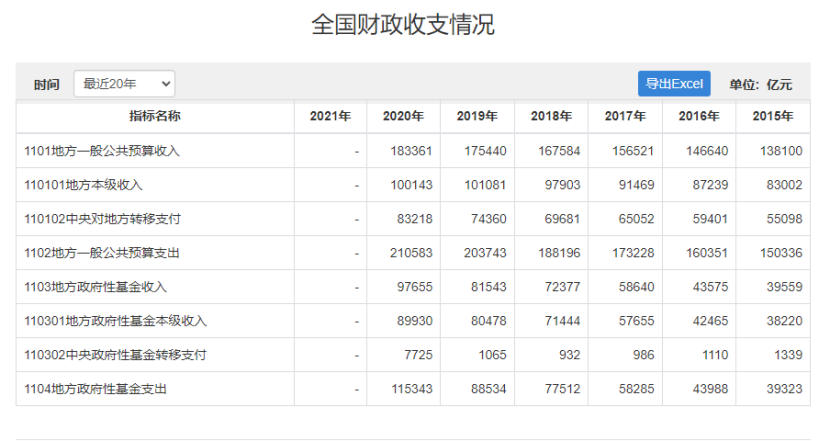 全国财政收支情况
时间 最近20年 导出Excel 单位：亿元
指标名称 2021年 2020年 2019年 2018年 2017年 2016年 2015年
1101地方一般公共预算收入 - 183361 175440 167584 156521 146640 138100
110101地方本级收入 - 100143 101081 97903 91469 87239 83002
110102中央对地方转移支付 - 83218 74360 69681 65052 59401 55098
1102地方一般公共预算支出 - 210583 203743 188196 173228 160351 150336
1103地方政府性基金收入 - 97655 81543 72377 58640 43575 39559
110301地方政府性基金本级收入 - 89930 80478 71444 57655 42465 38220
110302中央政府性基金转移支付 - 7725 1065 932 986 1110 1339
1104地方政府性基金支出 - 115343 88534 77512 58285 43988 39323